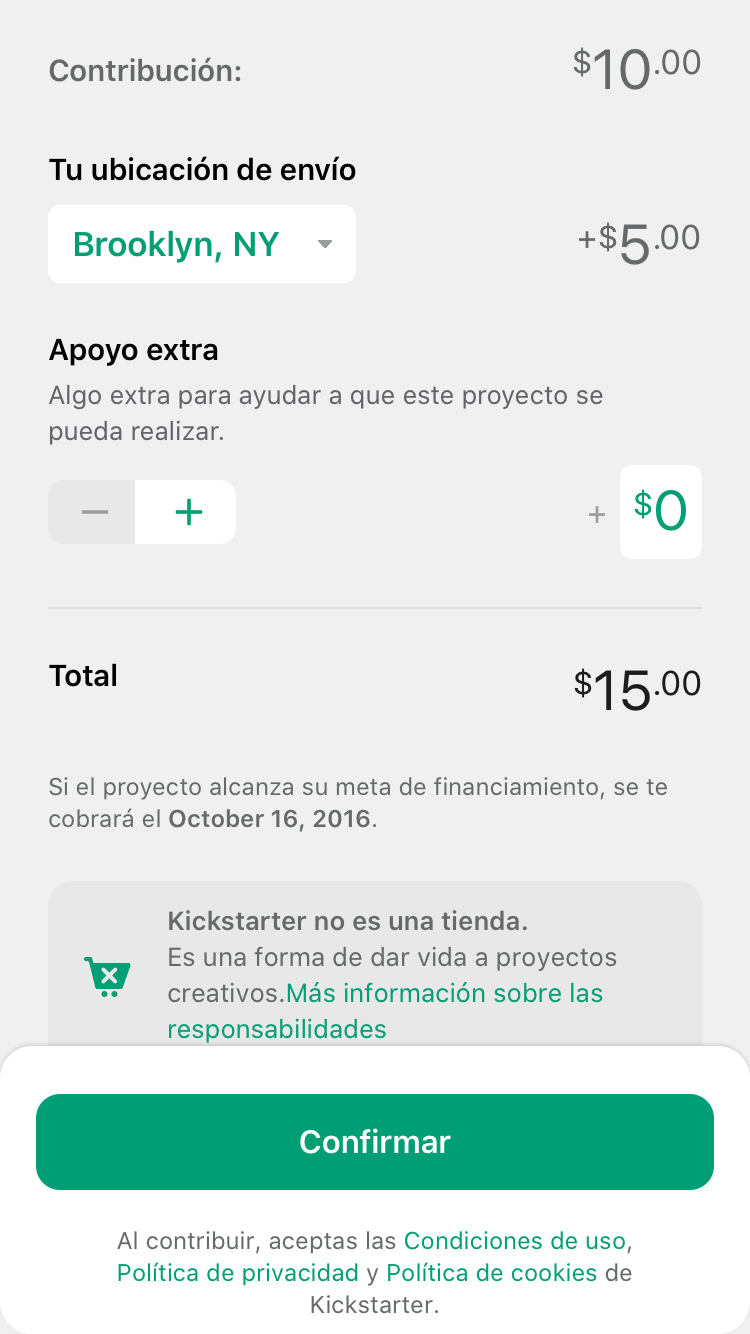 Contribución: $10.00
Tu ubicación de envío
Brooklyn, NY +$5.00
Apoyo extra
Algo extra para ayudar a que este proyecto se
pueda realizar.
− + + $0
Total $15.00
Si el proyecto alcanza su meta de financiamiento, se te
cobrará el October 16, 2016.
Kickstarter no es una tienda.
Es una forma de dar vida a proyectos
creativos.Más información sobre las
responsabilidades
Confirmar
Al contribuir, aceptas las Condiciones de uso,
Política de privacidad y Política de cookies de
Kickstarter.